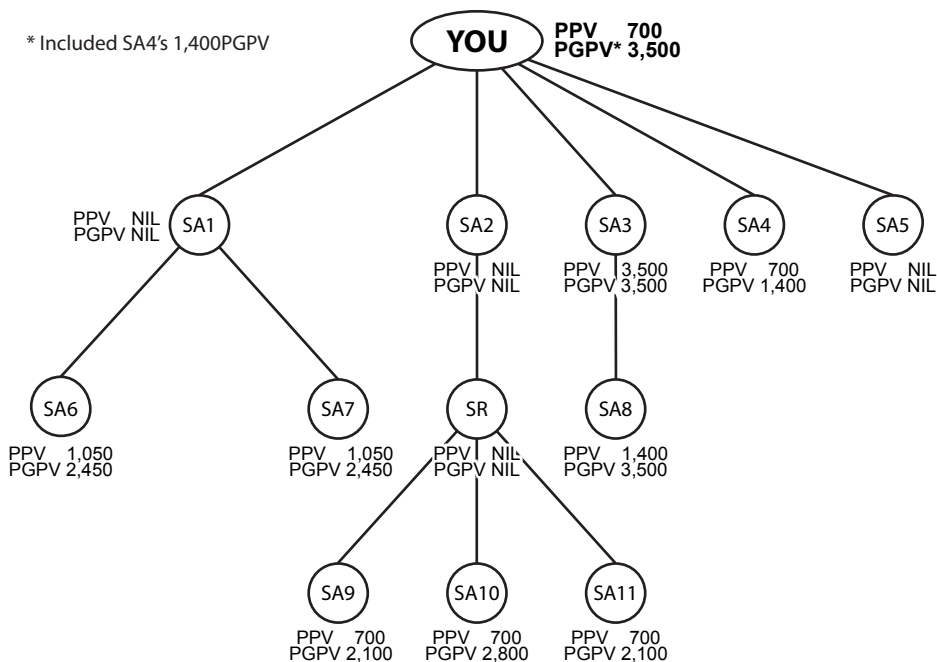 * Included SA4's 1,400PGPV
YOU
PPV 700
PGPV* 3,500
SA1
PPV NIL
PGPV NIL
SA2
PPV NIL
PGPV NIL
SA3
PPV 3,500
PGPV 3,500
SA4
PPV 700
PGPV 1,400
SA5
PPV NIL
PGPV NIL
SA6
PPV 1,050
PGPV 2,450
SA7
PPV 1,050
PGPV 2,450
SR
PPV NIL
PGPV NIL
SA8
PPV 1,400
PGPV 3,500
SA9
PPV 700
PGPV 2,100
SA10
PPV 700
PGPV 2,800
SA11
PPV 700
PGPV 2,100